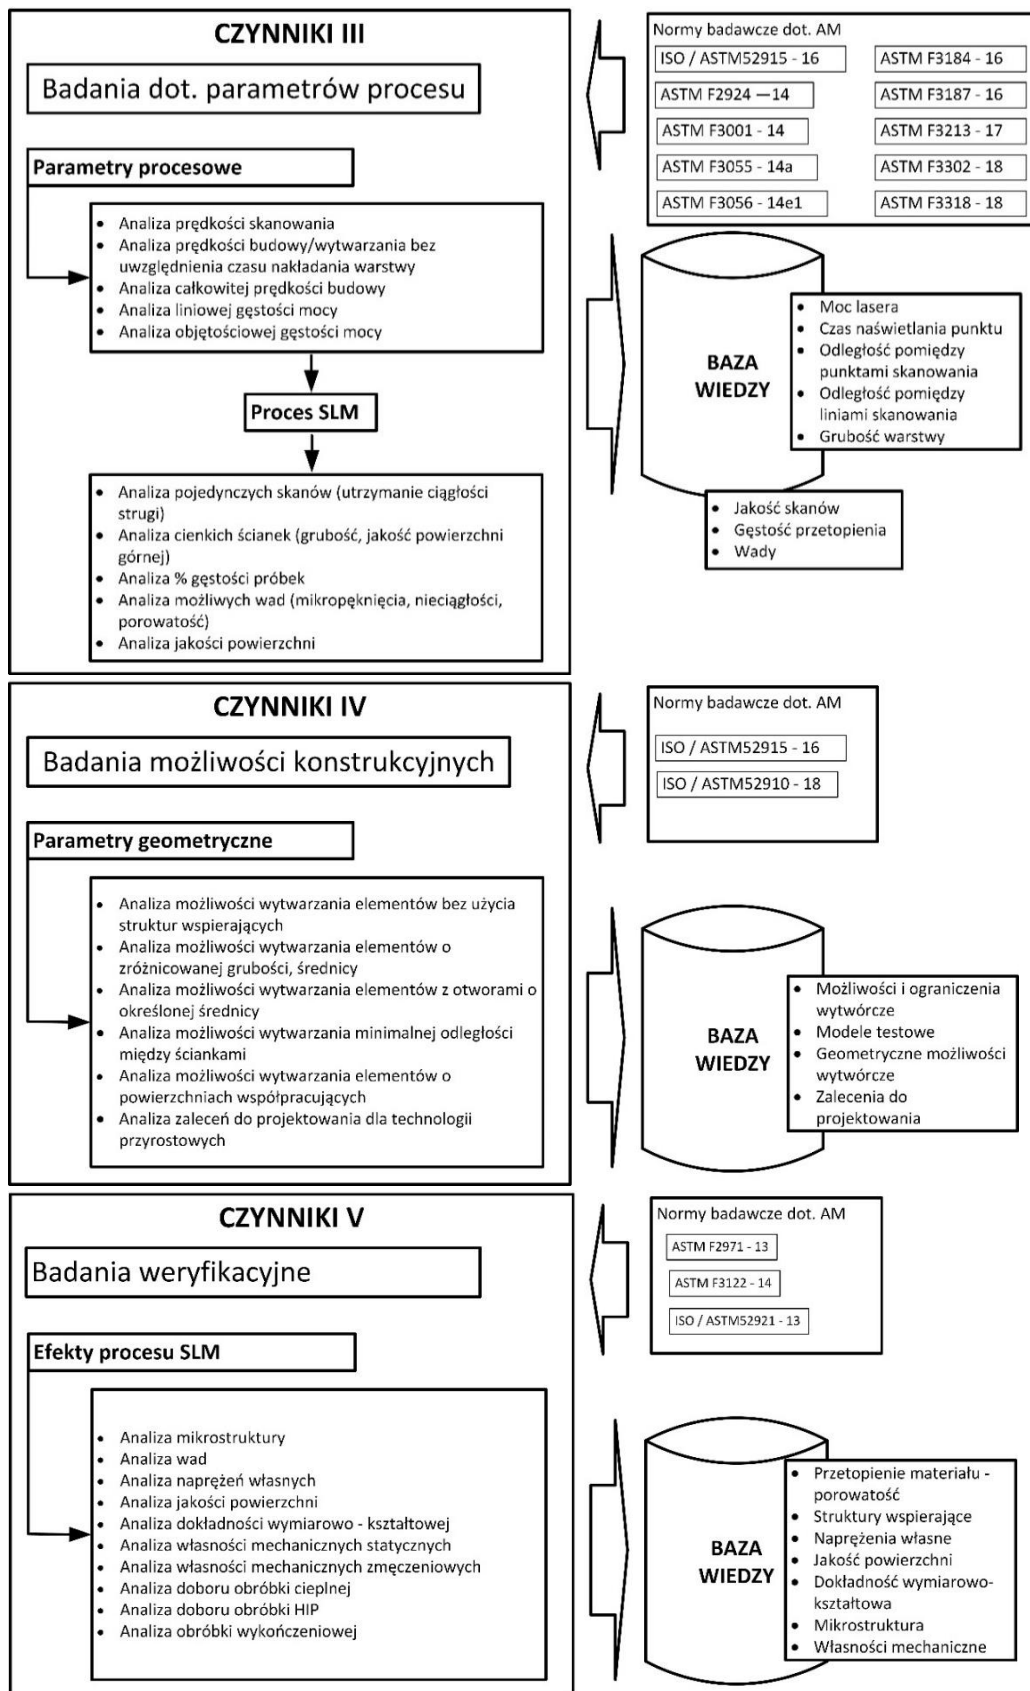 CZYNNIKI III
Badania dot. parametrów procesu
Parametry procesowe
• Analiza prędkości skanowania
• Analiza prędkości budowy/wytwarzania bez
uwzględnienia czasu nakładania warstwy
• Analiza całkowitej prędkości budowy
• Analiza liniowej gęstości mocy
• Analiza objętościowej gęstości mocy
Proces SLM
• Analiza pojedynczych skanów (utrzymanie ciągłości
strugi)
• Analiza cienkich ścianek (grubość, jakość powierzchni
górnej)
• Analiza % gęstości próbek
• Analiza możliwych wad (mikropęknięcia, nieciągłości,
porowatość)
• Analiza jakości powierzchni
Normy badawcze dot. AM
ISO / ASTM52915 - 16
ASTM F2924 —14
ASTM F3001 - 14
ASTM F3055 - 14a
ASTM F3056 - 14e1
ASTM F3184 - 16
ASTM F3187 - 16
ASTM F3213 - 17
ASTM F3302 - 18
ASTM F3318 - 18
BAZA
WIEDZY
• Moc lasera
• Czas naświetlania punktu
• Odległość pomiędzy
punktami skanowania
• Odległość pomiędzy
liniami skanowania
• Grubość warstwy
• Jakość skanów
• Gęstość przetopienia
• Wady
CZYNNIKI IV
Badania możliwości konstrukcyjnych
Parametry geometryczne
• Analiza możliwości wytwarzania elementów bez użycia
struktur wspierających
• Analiza możliwości wytwarzania elementów o
zróżnicowanej grubości, średnicy
• Analiza możliwości wytwarzania elementów z otworami o
określonej średnicy
• Analiza możliwości wytwarzania minimalnej odległości
między ściankami
• Analiza możliwości wytwarzania elementów o
powierzchniach współpracujących
• Analiza zaleceń do projektowania dla technologii
przyrostowych
Normy badawcze dot. AM
ISO / ASTM52915 - 16
ISO / ASTM52910 - 18
BAZA
WIEDZY
• Możliwości i ograniczenia
wytwórcze
• Modele testowe
• Geometryczne możliwości
wytwórcze
• Zalecenia do
projektowania
CZYNNIKI V
Badania weryfikacyjne
Efekty procesu SLM
• Analiza mikrostruktury
• Analiza wad
• Analiza naprężeń własnych
• Analiza jakości powierzchni
• Analiza dokładności wymiarowo - kształtowej
• Analiza własności mechanicznych statycznych
• Analiza własności mechanicznych zmęczeniowych
• Analiza doboru obróbki cieplnej
• Analiza doboru obróbki HIP
• Analiza obróbki wykończeniowej
Normy badawcze dot. AM
ASTM F2971 - 13
ASTM F3122 - 14
ISO / ASTM52921 - 13
BAZA
WIEDZY
• Przetopienie materiału -
porowatość
• Struktury wspierające
• Naprężenia własne
• Jakość powierzchni
• Dokładność wymiarowo-
kształtowa
• Mikrostruktura
• Własności mechaniczne